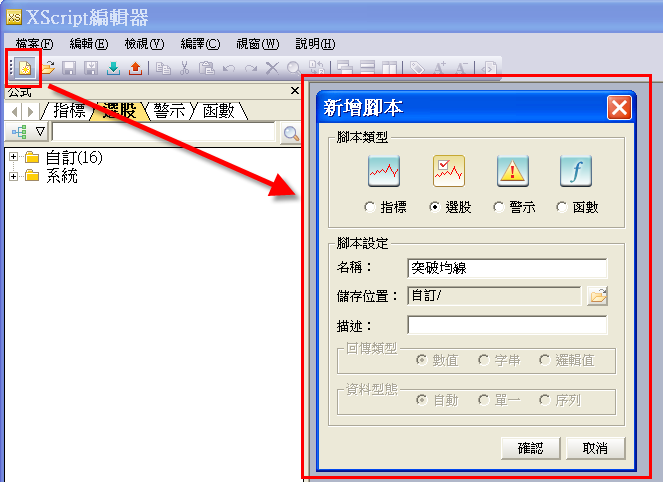 XS XScript編輯器
檔案(F) 編輯(E) 檢視(V) 編譯(C) 視窗(W) 說明(H)
公式
指標 選股 警示 函數
自訂(16)
系統
新增腳本
腳本類型
指標 選股 警示 函數
腳本設定
名稱： 突破均線
儲存位置： 自訂/
描述：
回傳類型
數值 字串 邏輯值
資料型態
自動 單一 序列
確認 取消